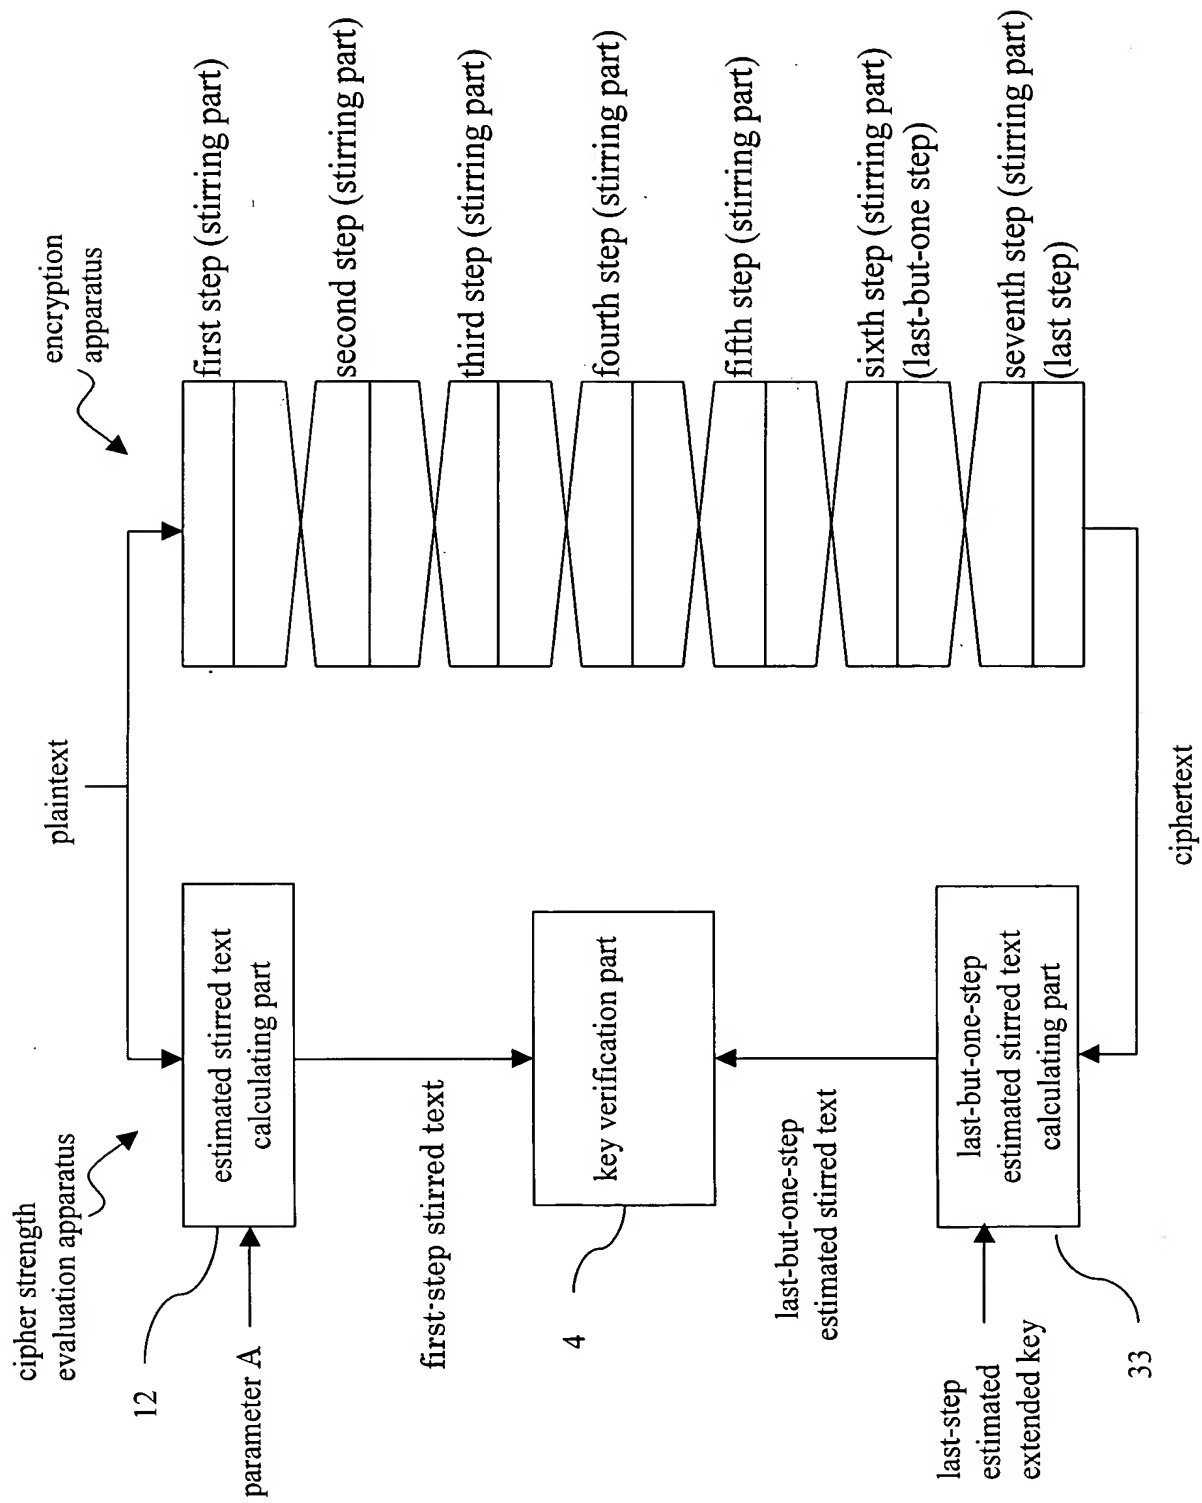 encryption
apparatus
first step (stirring part)
second step (stirring part)
third step (stirring part)
fourth step (stirring part)
fifth step (stirring part)
sixth step (stirring part)
(last-but-one step)
seventh step (stirring part)
(last step)
plaintext
ciphertext
cipher strength
evaluation apparatus
12
estimated stirred text
calculating part
parameter A
first-step stirred text
key verification part
4
last-but-one-step
estimated stirred text
last-but-one-step
estimated stirred text
calculating part
last-step
estimated
extended key
33